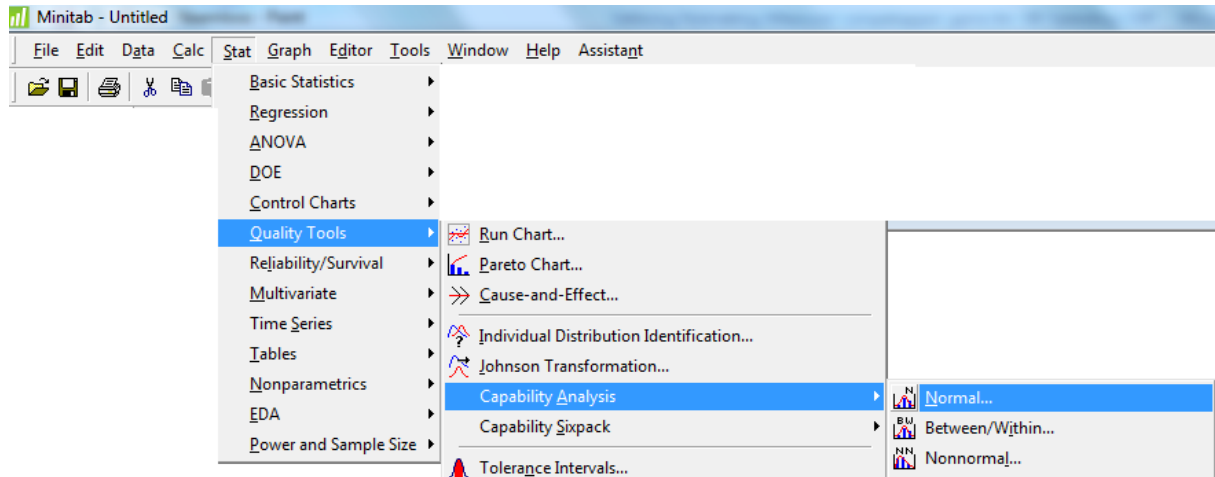 Minitab - Untitled
File Edit Data Calc Stat Graph Editor Tools Window Help Assistant
Basic Statistics
Regression
ANOVA
DOE
Control Charts
Quality Tools
Reliability/Survival
Multivariate
Time Series
Tables
Nonparametrics
EDA
Power and Sample Size
Run Chart...
Pareto Chart...
Cause-and-Effect...
Individual Distribution Identification...
Johnson Transformation...
Capability Analysis
Capability Sixpack
Tolerance Intervals...
N Normal...
BW Between/Within...
NN Nonnormal...